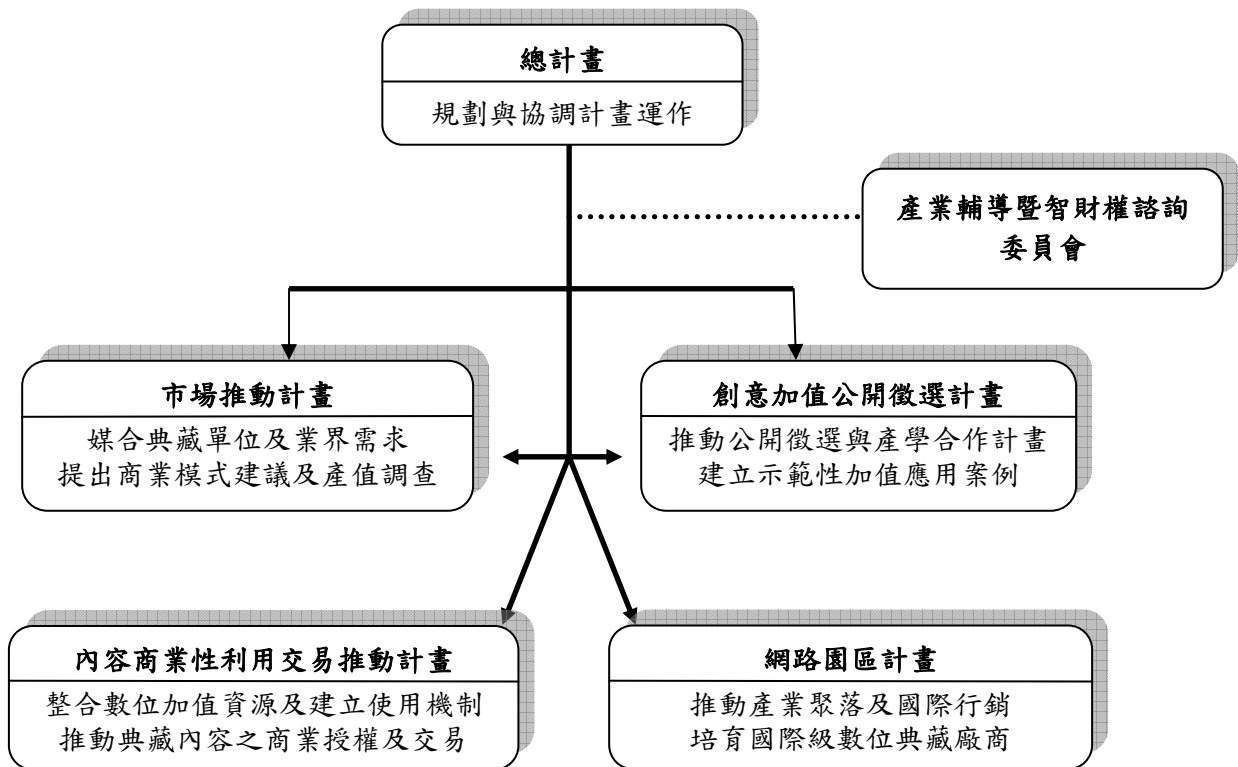 總計畫
規劃與協調計畫運作
產業輔導暨智財權諮詢
委員會
市場推動計畫
媒合典藏單位及業界需求
提出商業模式建議及產值調查
創意加值公開徵選計畫
推動公開徵選與產學合作計畫
建立示範性加值應用案例
內容商業性利用交易推動計畫
整合數位加值資源及建立使用機制
推動典藏內容之商業授權及交易
網路園區計畫
推動產業聚落及國際行銷
培育國際級數位典藏廠商